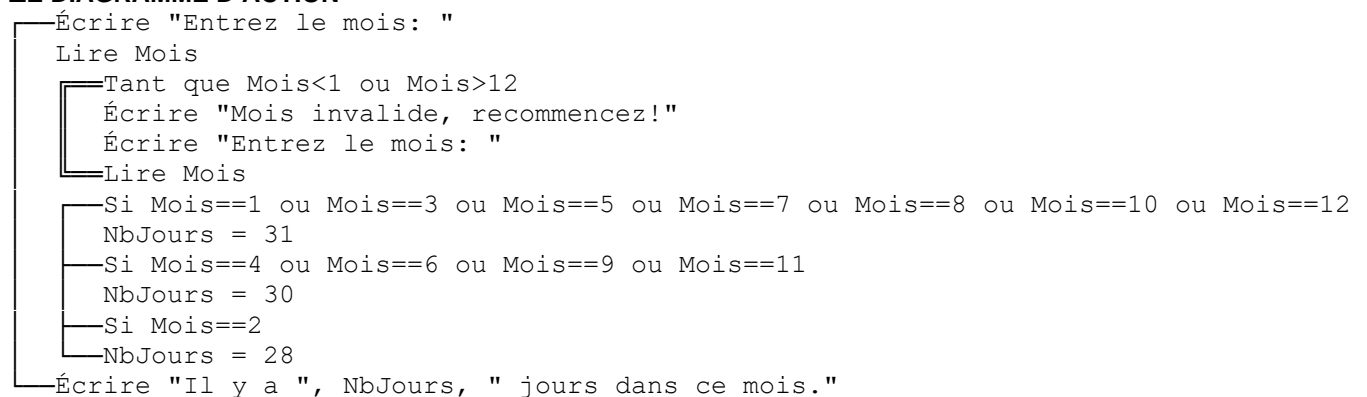 LE DIAGRAMME D'ACTION
Écrire "Entrez le mois: "
Lire Mois
Tant que Mois<1 ou Mois>12
Écrire "Mois invalide, recommencez!"
Écrire "Entrez le mois: "
Lire Mois
Si Mois==1 ou Mois==3 ou Mois==5 ou Mois==7 ou Mois==8 ou Mois==10 ou Mois==12
NbJours = 31
Si Mois==4 ou Mois==6 ou Mois==9 ou Mois==11
NbJours = 30
Si Mois==2
NbJours = 28
Écrire "Il y a ", NbJours, " jours dans ce mois."